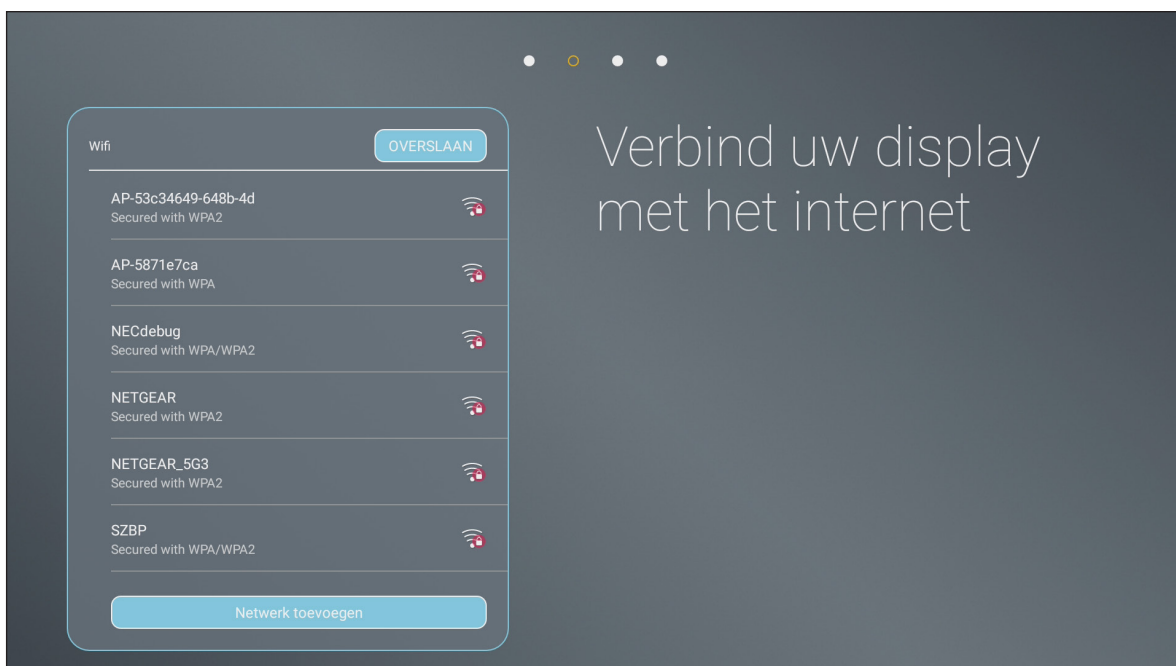 Wifi
OVERSLAAN
AP-53c34649-648b-4d
Secured with WPA2
AP-5871e7ca
Secured with WPA
NECdebug
Secured with WPA/WPA2
NETGEAR
Secured with WPA2
NETGEAR_5G3
Secured with WPA2
SZBP
Secured with WPA/WPA2
Netwerk toevoegen
Verbind uw display
met het internet